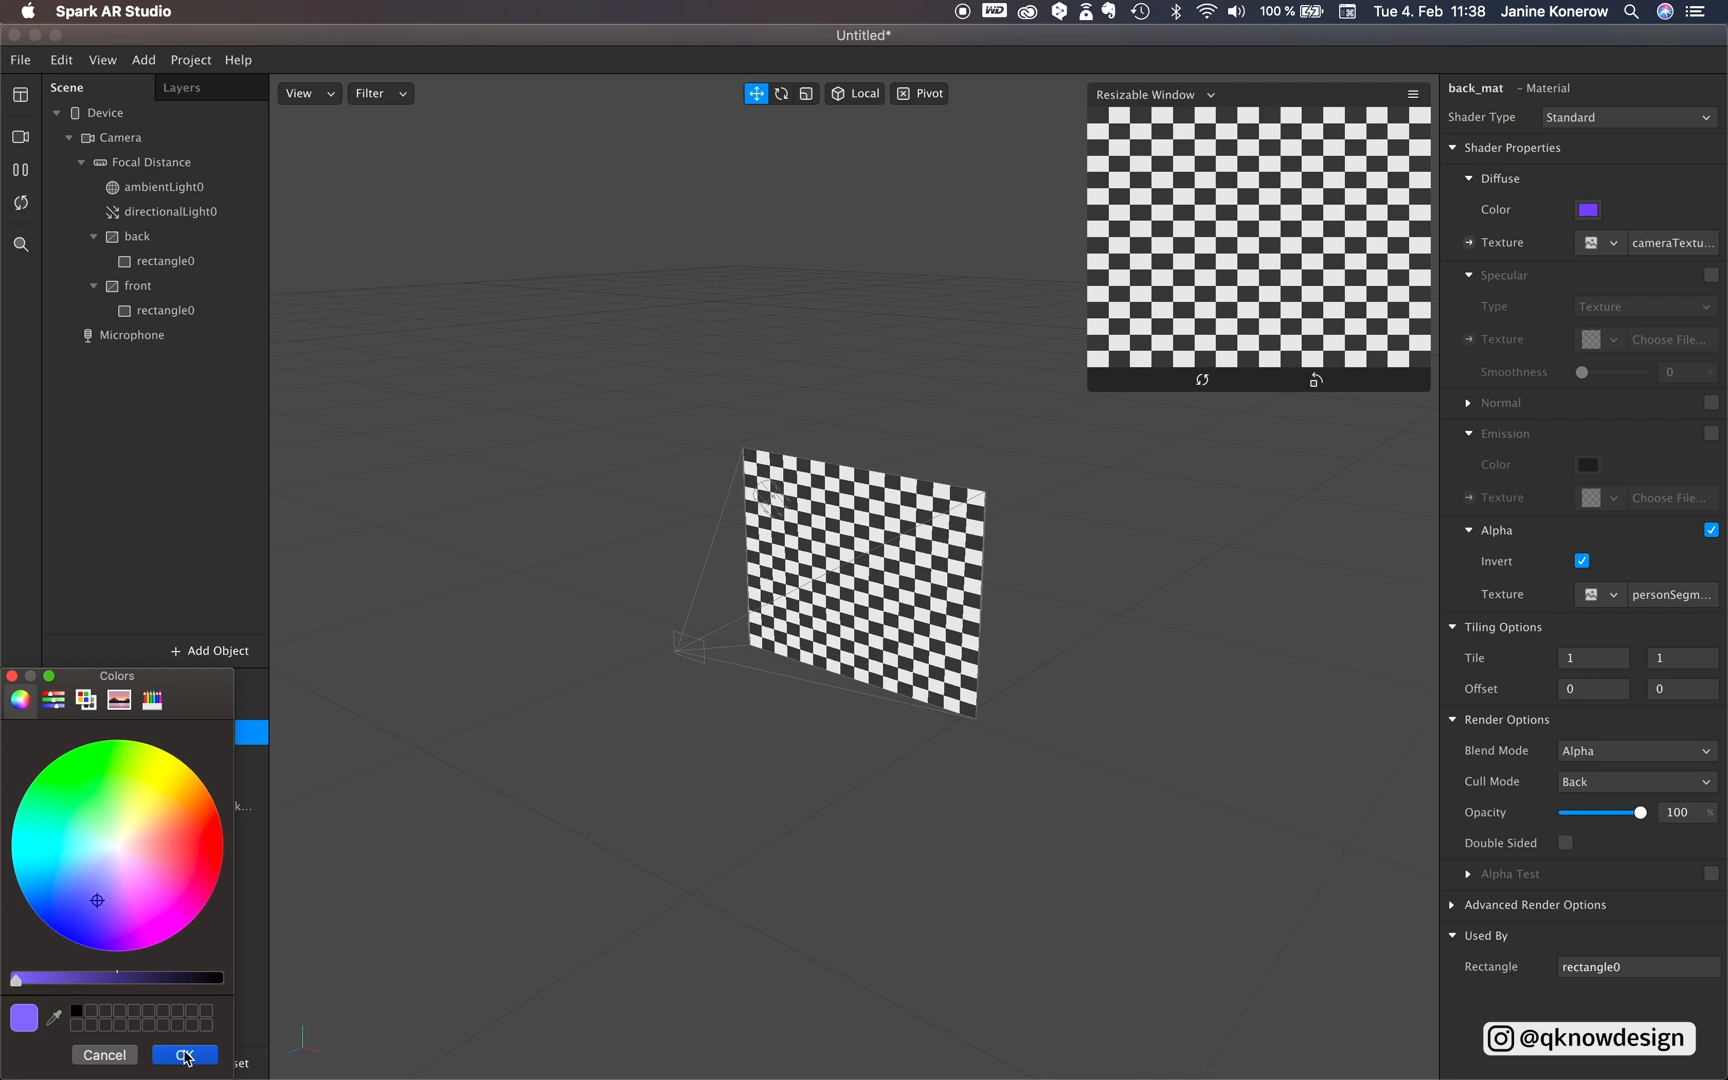 Spark AR Studio
100 %
Tue 4. Feb 11:38
Janine Konerow
Untitled*
File
Edit
View
Add
Project
Help
Scene
Layers
Device
Camera
Focal Distance
ambientLight0
directionalLight0
back
rectangle0
front
rectangle0
Microphone
+ Add Object
View
Filter
Local
Pivot
Resizable Window
back_mat - Material
Shader Type
Standard
Shader Properties
Diffuse
Color
Texture
cameraTextu...
Specular
Type
Texture
Texture
Choose File...
Smoothness
0 %
Normal
Emission
Color
Texture
Choose File...
Alpha
Invert
Texture
personSegm...
Tiling Options
Tile
1
1
Offset
0
0
Render Options
Blend Mode
Alpha
Cull Mode
Back
Opacity
100 %
Double Sided
Alpha Test
Advanced Render Options
Used By
Rectangle
rectangle0
Colors
k...
Cancel
OK
set
@qknowdesign